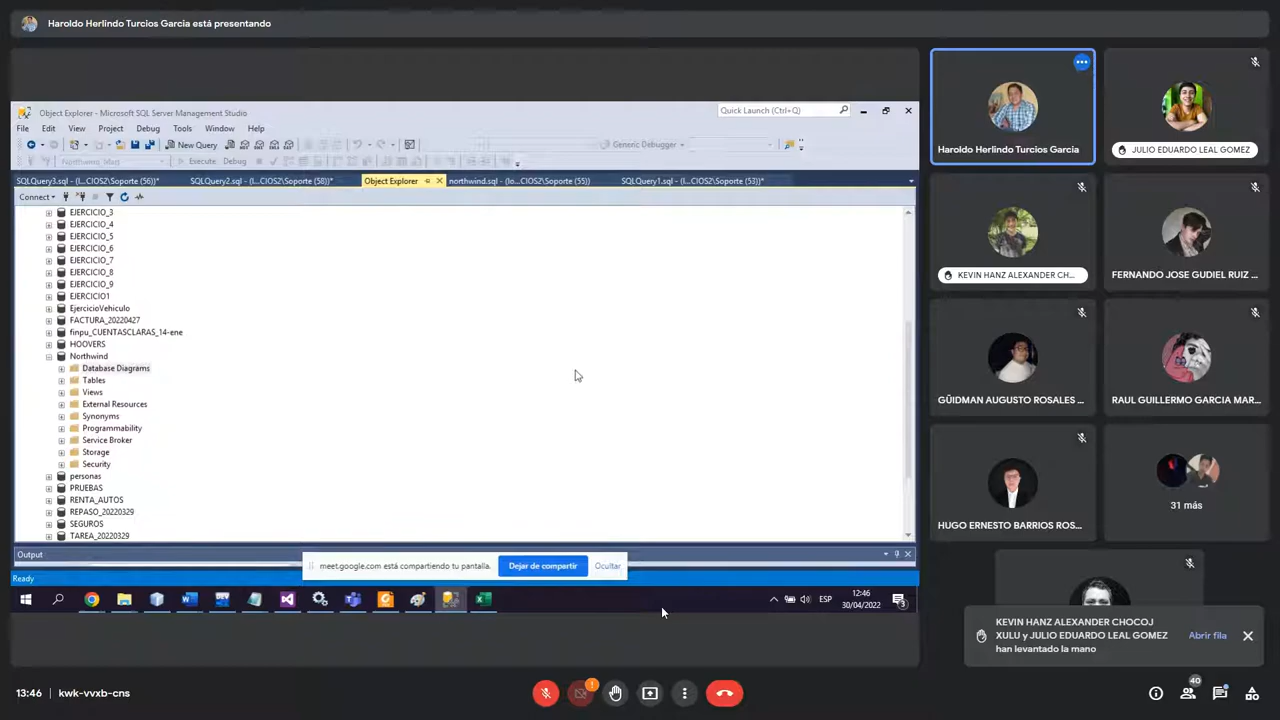 Haroldo Herlindo Turcios Garcia está presentando
Object Explorer - Microsoft SQL Server Management Studio
Quick Launch (Ctrl+Q)
File Edit View Project Debug Tools Window Help
New Query
Generic Debugger
Execute Debug
SQLQuery3.sql - (l...CIOS2\Soporte (56))*
SQLQuery2.sql - (l...CIOS2\Soporte (58))*
Object Explorer
northwind.sql - (lo...CIOS2\Soporte (55))
SQLQuery1.sql - (l...CIOS2\Soporte (53))*
Connect
EJERCICIO_3
EJERCICIO_4
EJERCICIO_5
EJERCICIO_6
EJERCICIO_7
EJERCICIO_8
EJERCICIO_9
EJERCICIO1
EjercicioVehiculo
FACTURA_20220427
finpu_CUENTASCLARAS_14-ene
HOOVERS
Northwind
Database Diagrams
Tables
Views
External Resources
Synonyms
Programmability
Service Broker
Storage
Security
personas
PRUEBAS
RENTA_AUTOS
REPASO_20220329
SEGUROS
TAREA_20220329
Output
meet.google.com está compartiendo tu pantalla.
Dejar de compartir
Ocultar
Ready
ESP
12:46
30/04/2022
3
Haroldo Herlindo Turcios Garcia
JULIO EDUARDO LEAL GOMEZ
KEVIN HANZ ALEXANDER CH...
FERNANDO JOSE GUDIEL RUIZ ...
GÜIDMAN AUGUSTO ROSALES ...
RAUL GUILLERMO GARCIA MAR...
HUGO ERNESTO BARRIOS ROS...
31 más
KEVIN HANZ ALEXANDER CHOCOJ
XULU y JULIO EDUARDO LEAL GOMEZ
han levantado la mano
Abrir fila
13:46
kwk-vvxb-cns
40